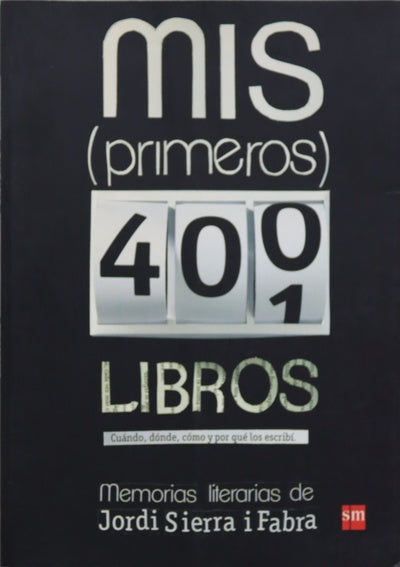 MIS
(primeros)
400
1
LIBROS
Cuándo, dónde, cómo y por qué los escribí.
Memorias literarias de
Jordi Sierra i Fabra
sm